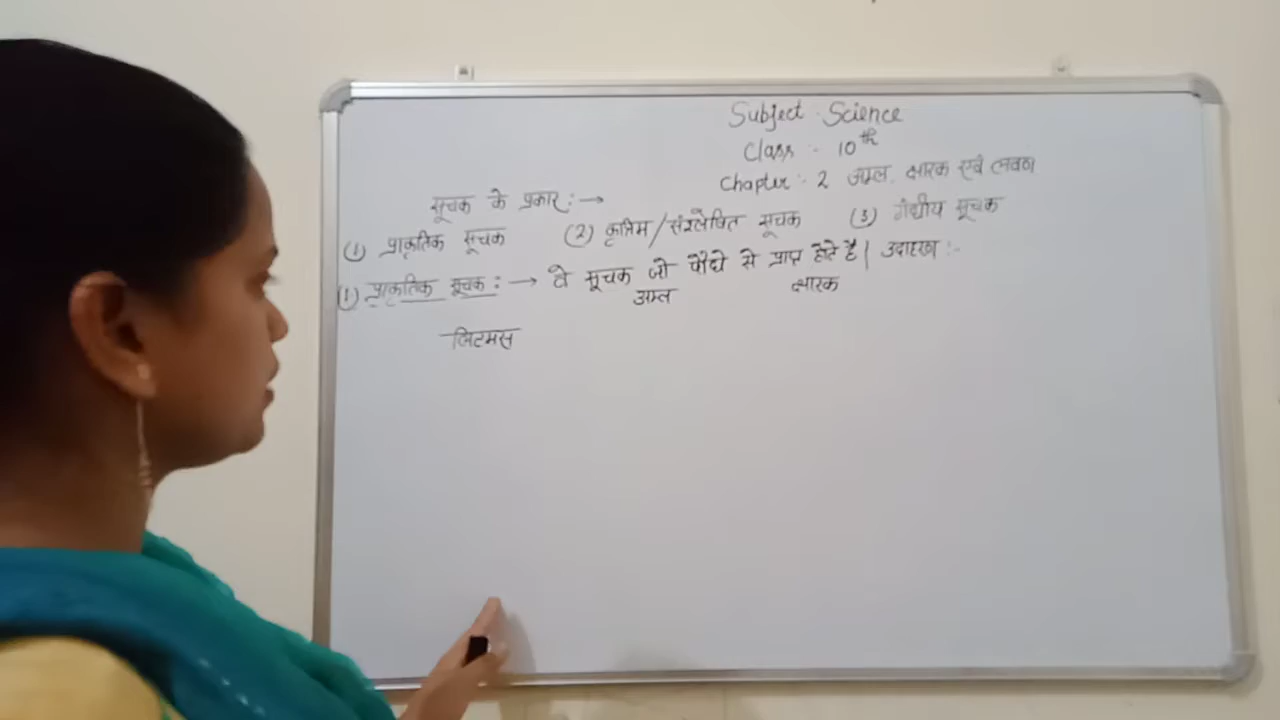 Subject - Science
Class :- 10th
Chapter :- 2 अम्ल, क्षारक एवं लवण
सूचक के प्रकार :→
(1) प्राकृतिक सूचक (2) कृत्रिम/संश्लेषित सूचक (3) गंधीय सूचक
(1) प्राकृतिक सूचक :→ वे सूचक जो पौधे से प्राप्त होते है| उदाहरण :-
अम्ल क्षारक
लिटमस